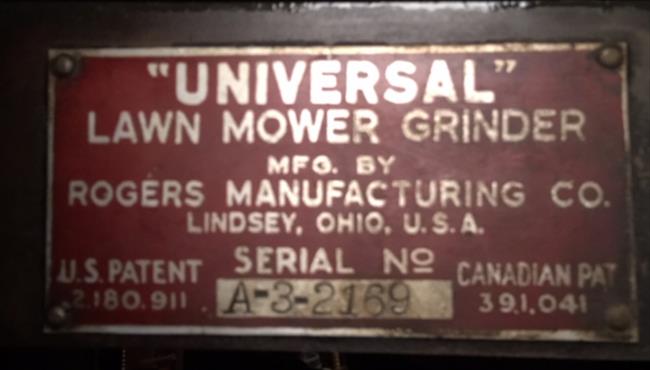 "UNIVERSAL"
LAWN MOWER GRINDER
MFG. BY
ROGERS MANUFACTURING CO.
LINDSEY, OHIO, U.S.A.
SERIAL Nº
U.S. PATENT
2,180,911
A-3-2169
CANADIAN PAT
391,041